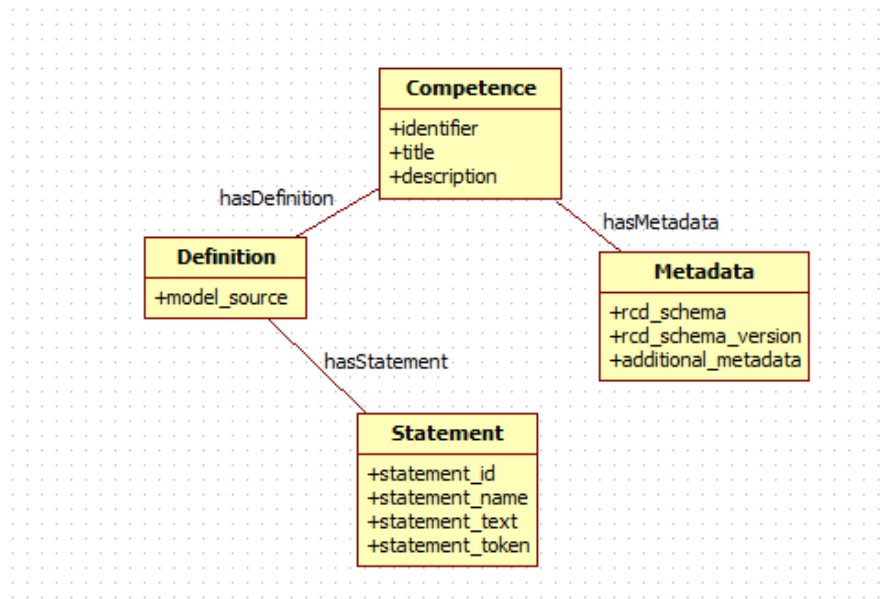 Competence
+identifier
+title
+description
hasDefinition
hasMetadata
Definition
+model_source
Metadata
+rcd_schema
+rcd_schema_version
+additional_metadata
hasStatement
Statement
+statement_id
+statement_name
+statement_text
+statement_token